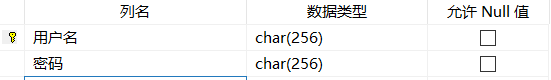 列名 数据类型 允许 Null 值
用户名 char(256)
密码 char(256)